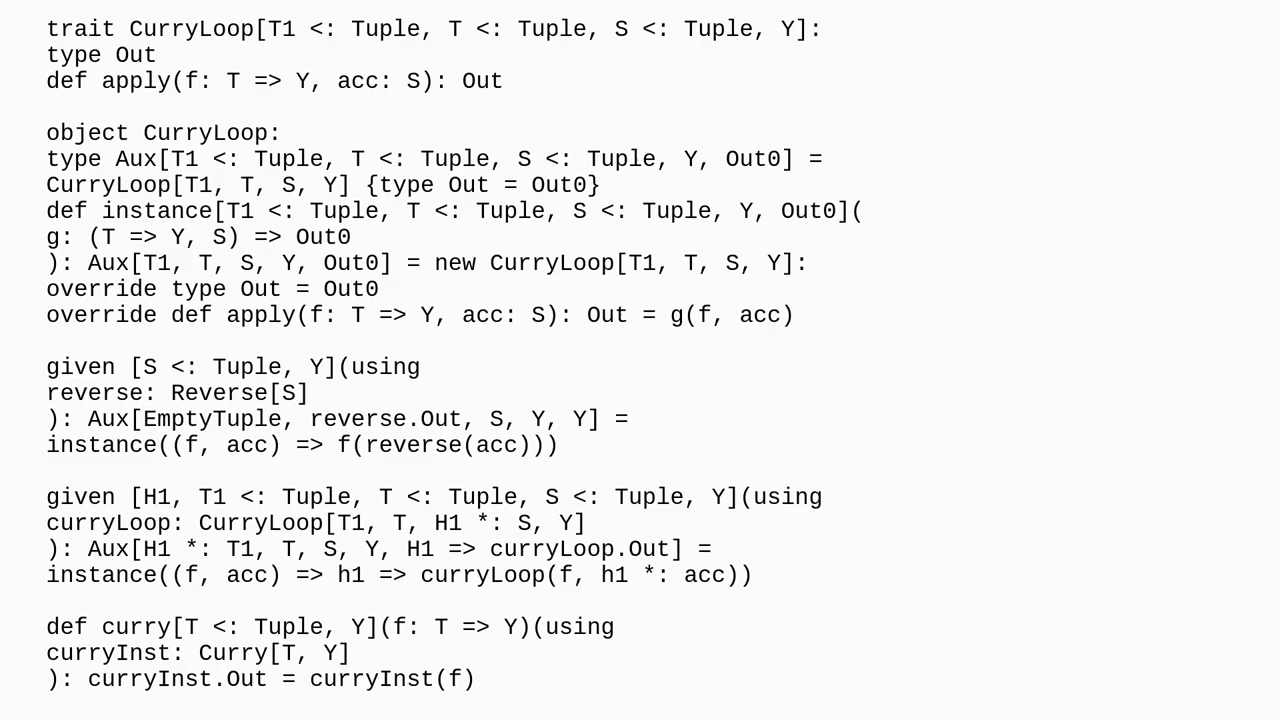 trait CurryLoop[T1 <: Tuple, T <: Tuple, S <: Tuple, Y]:
type Out
def apply(f: T => Y, acc: S): Out
object CurryLoop:
type Aux[T1 <: Tuple, T <: Tuple, S <: Tuple, Y, Out0] =
CurryLoop[T1, T, S, Y] {type Out = Out0}
def instance[T1 <: Tuple, T <: Tuple, S <: Tuple, Y, Out0](
g: (T => Y, S) => Out0
): Aux[T1, T, S, Y, Out0] = new CurryLoop[T1, T, S, Y]:
override type Out = Out0
override def apply(f: T => Y, acc: S): Out = g(f, acc)
given [S <: Tuple, Y](using
reverse: Reverse[S]
): Aux[EmptyTuple, reverse.Out, S, Y, Y] =
instance((f, acc) => f(reverse(acc)))
given [H1, T1 <: Tuple, T <: Tuple, S <: Tuple, Y](using
curryLoop: CurryLoop[T1, T, H1 *: S, Y]
): Aux[H1 *: T1, T, S, Y, H1 => curryLoop.Out] =
instance((f, acc) => h1 => curryLoop(f, h1 *: acc))
def curry[T <: Tuple, Y](f: T => Y)(using
curryInst: Curry[T, Y]
): curryInst.Out = curryInst(f)